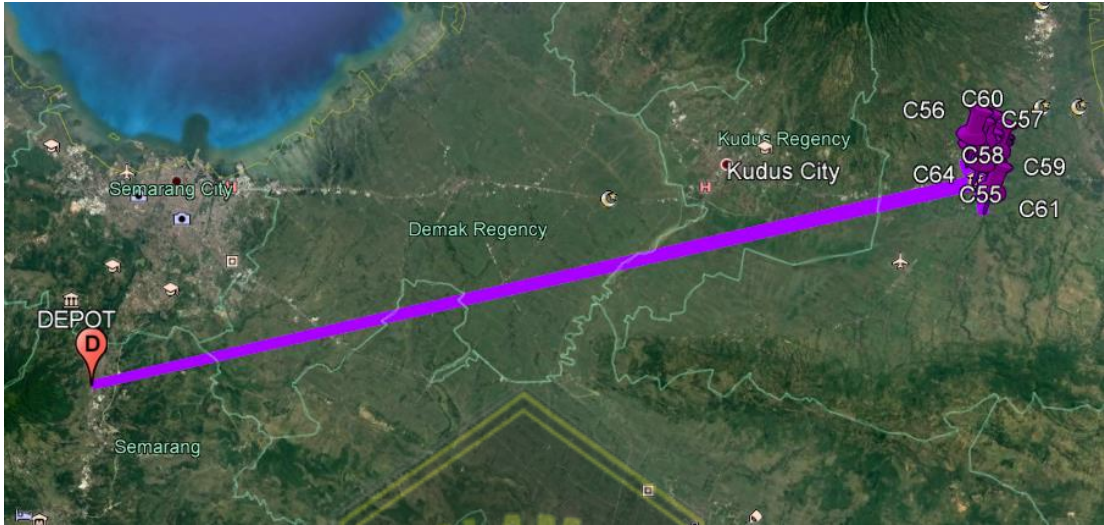 C60
C56
C57
Kudus Regency
C58
Kudus City
C59
C64
Semarang City
C55
C61
Demak Regency
DEPOT
D
Semarang